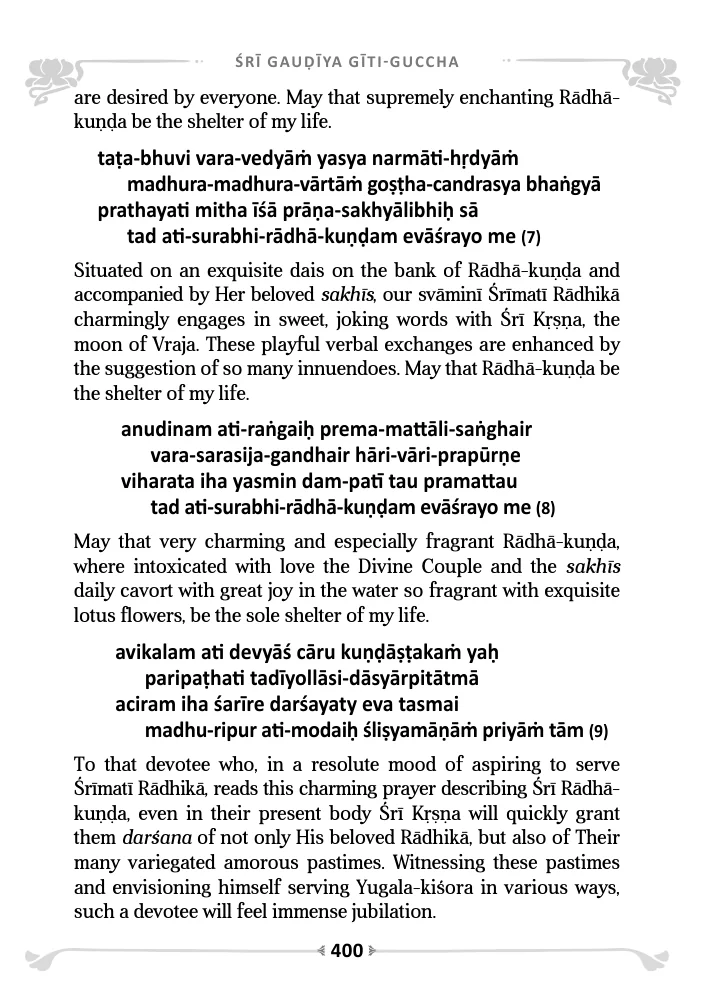 ŚRĪ GAUḌĪYA GĪTI-GUCCHA
are desired by everyone. May that supremely enchanting Rādhā-
kuṇḍa be the shelter of my life.
taṭa-bhuvi vara-vedyāṁ yasya narmāti-hṛdyāṁ
madhura-madhura-vārtāṁ goṣṭha-candrasya bhaṅgyā
prathayati mitha īśā prāṇa-sakhyālibhiḥ sā
tad ati-surabhi-rādhā-kuṇḍam evāśrayo me (7)
Situated on an exquisite dais on the bank of Rādhā-kuṇḍa and
accompanied by Her beloved sakhīs, our svāminī Śrīmatī Rādhikā
charmingly engages in sweet, joking words with Śrī Kṛṣṇa, the
moon of Vraja. These playful verbal exchanges are enhanced by
the suggestion of so many innuendoes. May that Rādhā-kuṇḍa be
the shelter of my life.
anudinam ati-raṅgaiḥ prema-mattāli-saṅghair
vara-sarasija-gandhair hāri-vāri-prapūrṇe
viharata iha yasmin dam-patī tau pramattau
tad ati-surabhi-rādhā-kuṇḍam evāśrayo me (8)
May that very charming and especially fragrant Rādhā-kuṇḍa,
where intoxicated with love the Divine Couple and the sakhīs
daily cavort with great joy in the water so fragrant with exquisite
lotus flowers, be the sole shelter of my life.
avikalam ati devyāś cāru kuṇḍāṣṭakaṁ yaḥ
paripaṭhati tadīyollāsi-dāsyārpitātmā
aciram iha śarīre darśayaty eva tasmai
madhu-ripur ati-modaiḥ śliṣyamāṇāṁ priyāṁ tām (9)
To that devotee who, in a resolute mood of aspiring to serve
Śrīmatī Rādhikā, reads this charming prayer describing Śrī Rādhā-
kuṇḍa, even in their present body Śrī Kṛṣṇa will quickly grant
them darśana of not only His beloved Rādhikā, but also of Their
many variegated amorous pastimes. Witnessing these pastimes
and envisioning himself serving Yugala-kiśora in various ways,
such a devotee will feel immense jubilation.
400